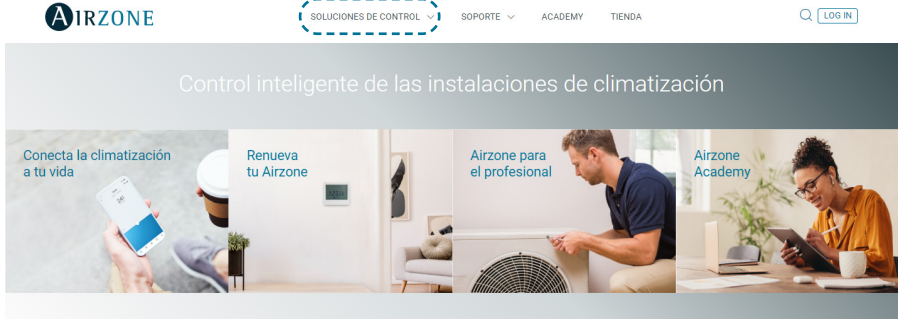 AIRZONE
SOLUCIONES DE CONTROL
SOPORTE
ACADEMY
TIENDA
LOG IN
Control inteligente de las instalaciones de climatización
Conecta la climatización
a tu vida
Renueva
tu Airzone
Airzone para
el profesional
Airzone
Academy